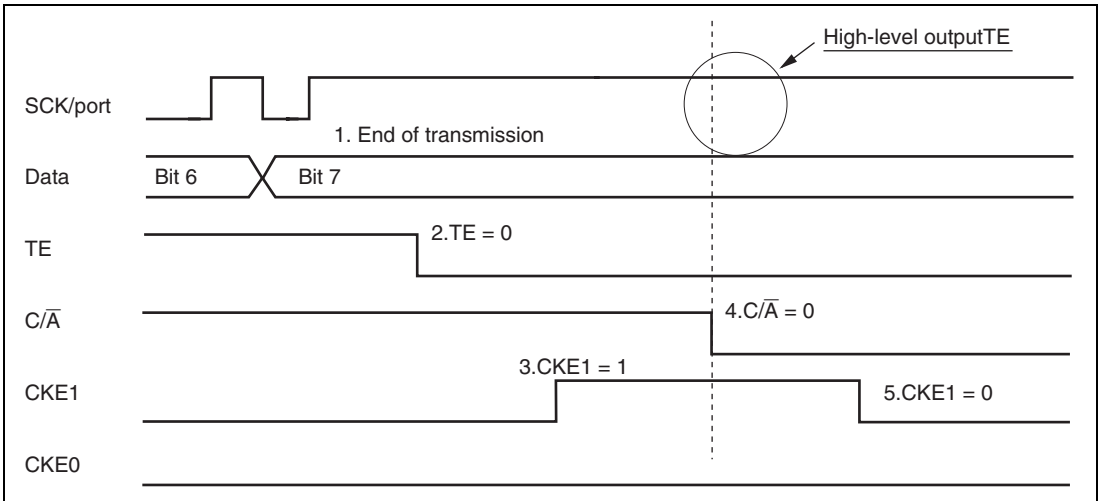 High-level outputTE
SCK/port
1. End of transmission
Data
Bit 6
Bit 7
TE
2.TE = 0
C/A̅
4.C/A̅ = 0
3.CKE1 = 1
CKE1
5.CKE1 = 0
CKE0